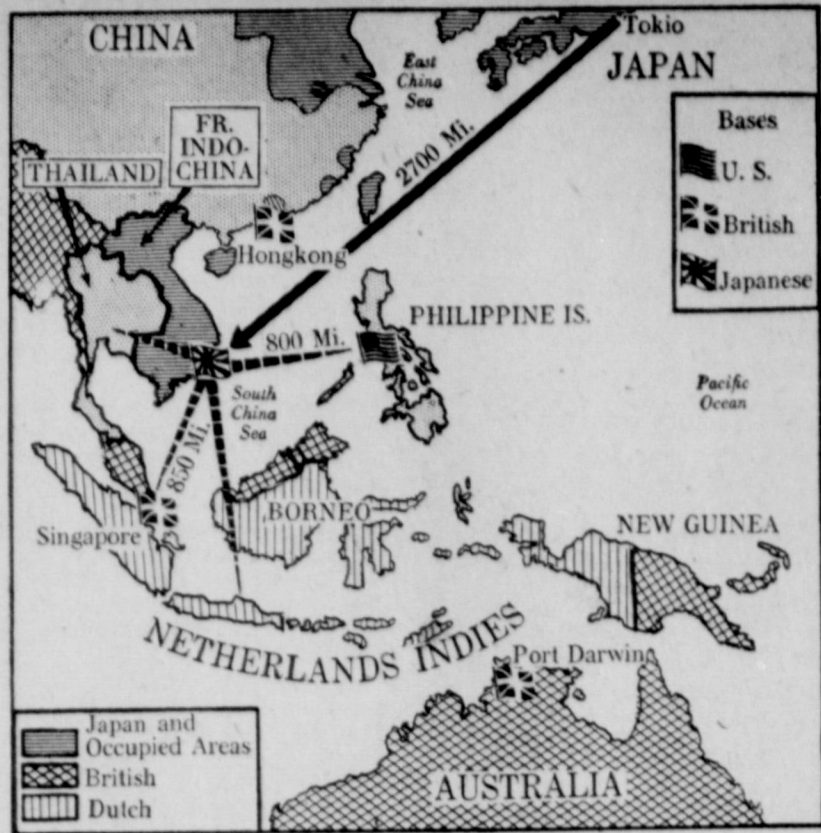 CHINA
Tokio
JAPAN
East
China
Sea
FR.
INDO-
CHINA
THAILAND
2700 Mi.
Bases
U. S.
British
Japanese
Hongkong
PHILIPPINE IS.
800 Mi.
South
China
Sea
Pacific
Ocean
850 Mi.
Singapore
BORNEO
NEW GUINEA
NETHERLANDS INDIES
Port Darwin
Japan and
Occupied Areas
British
Dutch
AUSTRALIA